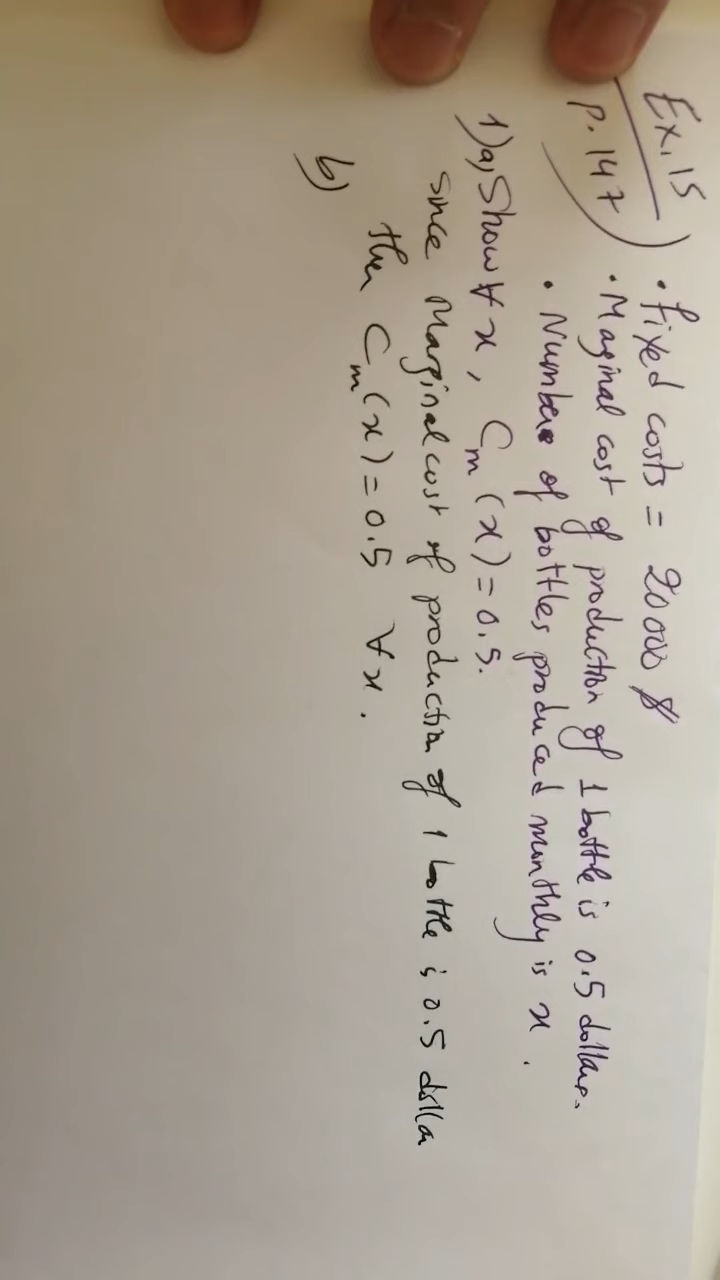 Ex. 15
p. 147
• Fixed costs = 20 000 $
• Maginal cost of production of 1 bottle is 0.5 dollars.
• Number of bottles produced monthly is x .
1) a) Show ∀ x , Cm (x) = 0.5.
since Marginal cost of production of 1 bottle is 0.5 dollar
then Cm (x) = 0.5 ∀ x .
b)